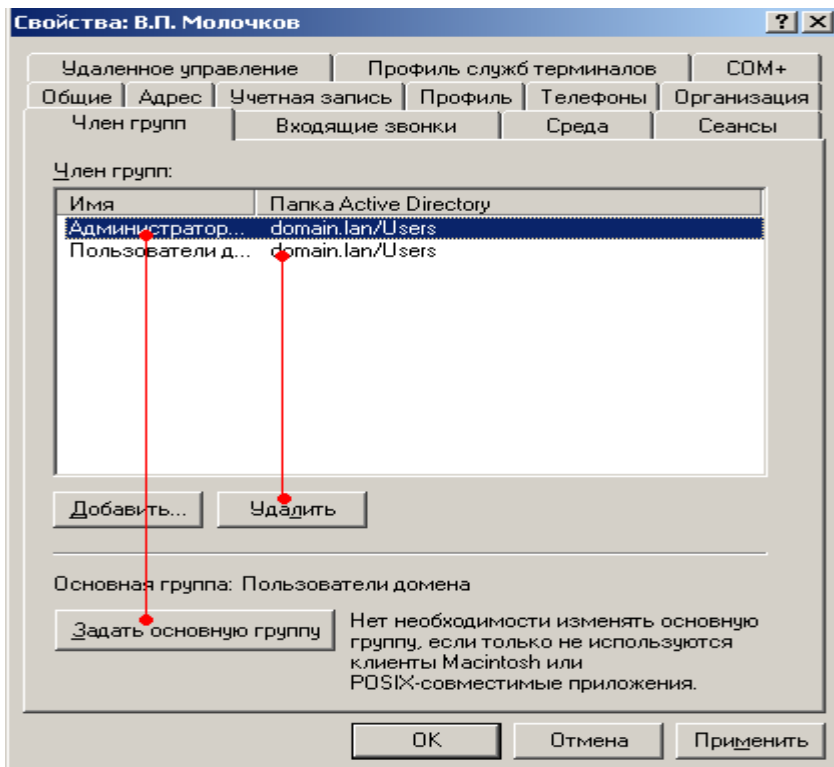 Свойства: В.П. Молочков
Удаленное управление Профиль служб терминалов COM+
Общие Адрес Учетная запись Профиль Телефоны Организация
Член групп Входящие звонки Среда Сеансы
Член групп:
Имя Папка Active Directory
Администратор... domain.lan/Users
Пользователи д... domain.lan/Users
Добавить... Удалить
Основная группа: Пользователи домена
Задать основную группу
Нет необходимости изменять основную
группу, если только не используются
клиенты Macintosh или
POSIX-совместимые приложения.
OK Отмена Применить